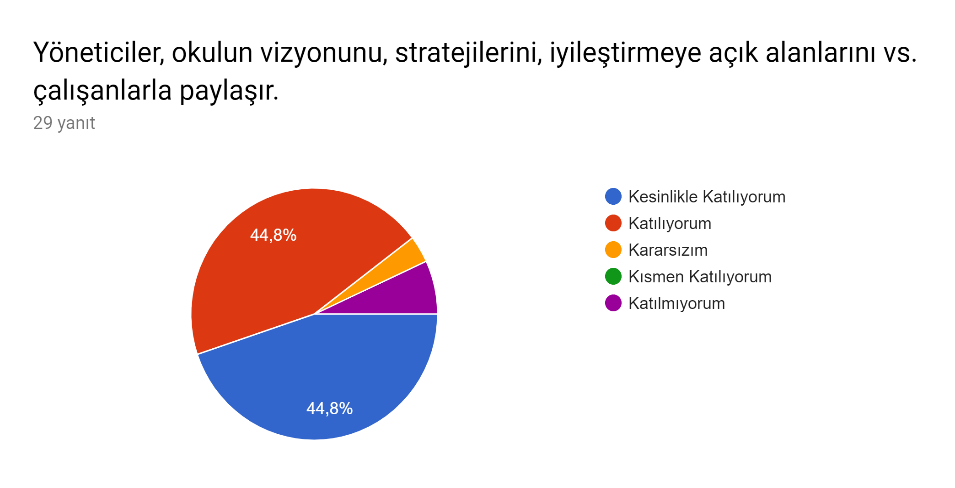 Yöneticiler, okulun vizyonunu, stratejilerini, iyileştirmeye açık alanlarını vs.
çalışanlarla paylaşır.
29 yanıt
44,8%
44,8%
Kesinlikle Katılıyorum
Katılıyorum
Kararsızım
Kısmen Katılıyorum
Katılmıyorum